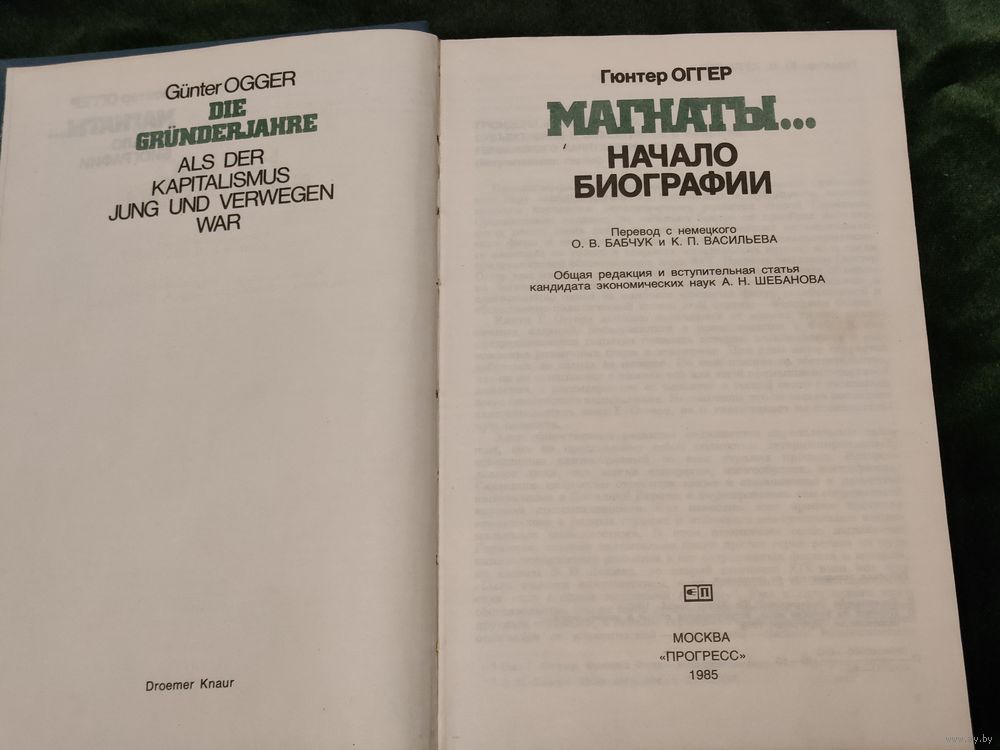 Günter OGGER
DIE
GRÜNDERJAHRE
ALS DER
KAPITALISMUS
JUNG UND VERWEGEN
WAR
Droemer Knaur
Гюнтер ОГГЕР
МАГНАТЫ...
НАЧАЛО
БИОГРАФИИ
Перевод с немецкого
О. В. БАБЧУК и К. П. ВАСИЛЬЕВА
Общая редакция и вступительная статья
кандидата экономических наук А. Н. ШЕБАНОВА
П
МОСКВА
«ПРОГРЕСС»
1985